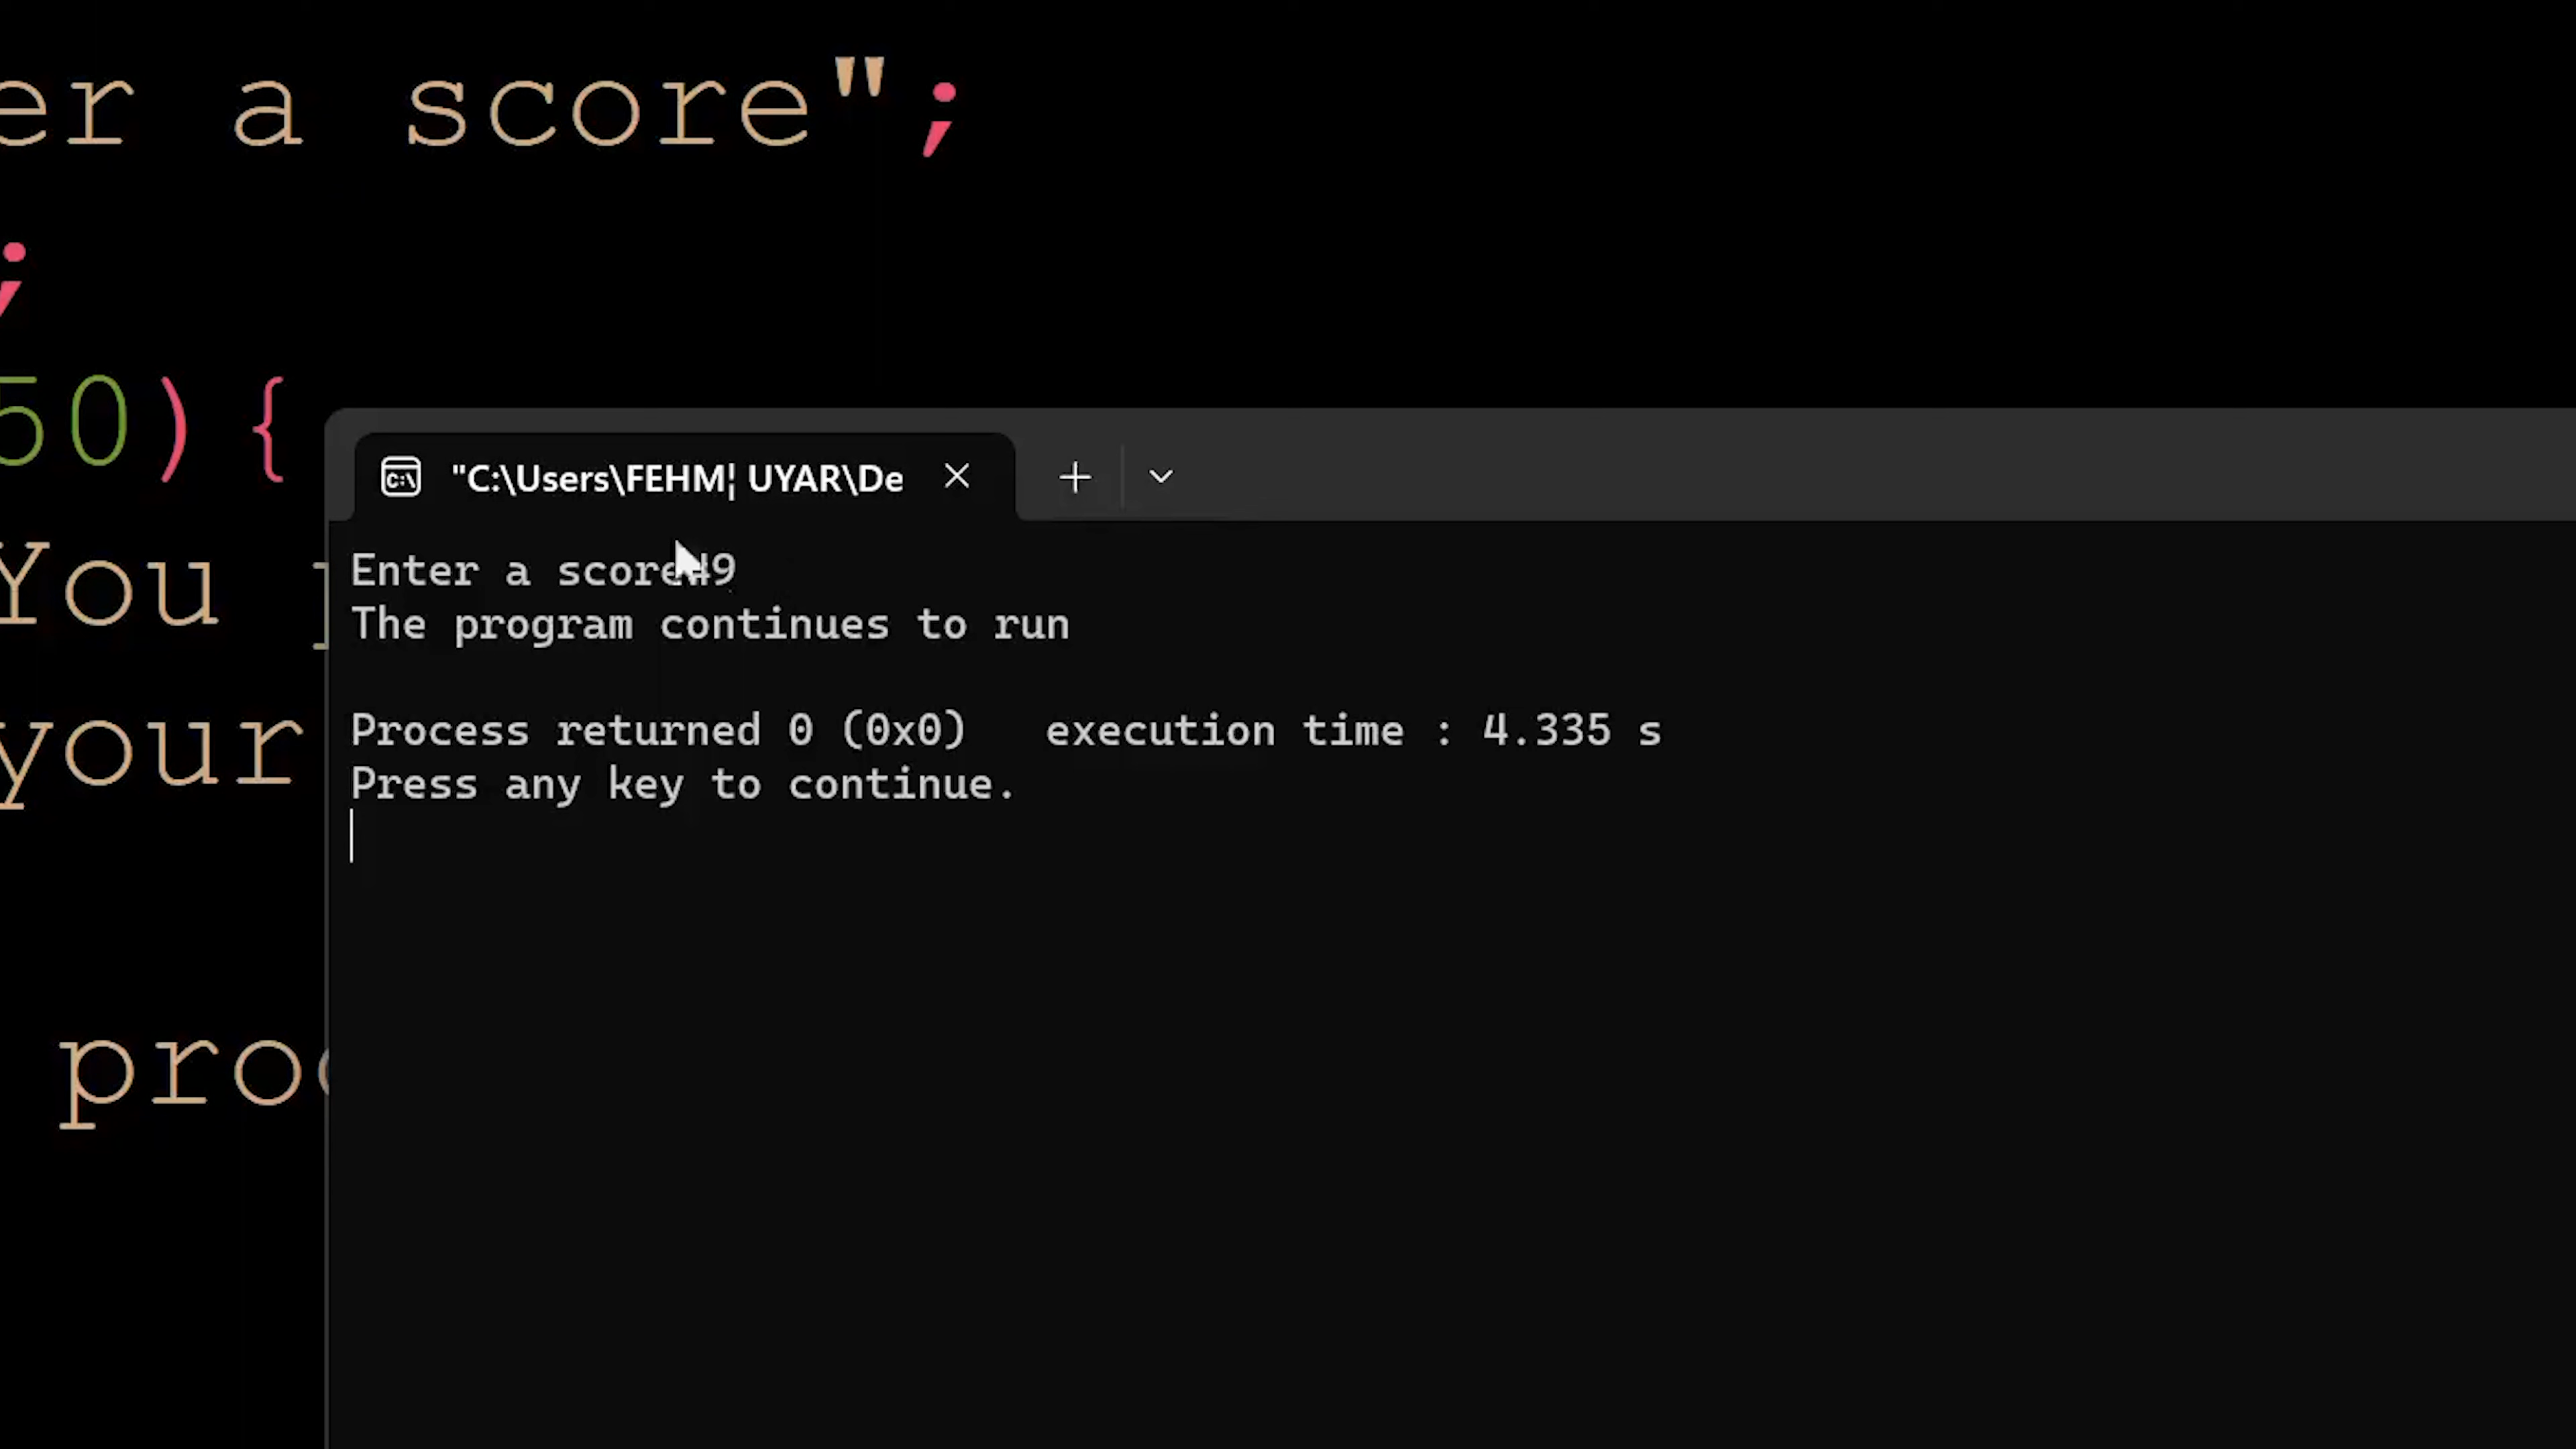 er a score";
;
50){
You
your
"C:\Users\FEHM¦ UYAR\De
Enter a score49
The program continues to run
Process returned 0 (0x0)   execution time : 4.335 s
Press any key to continue.